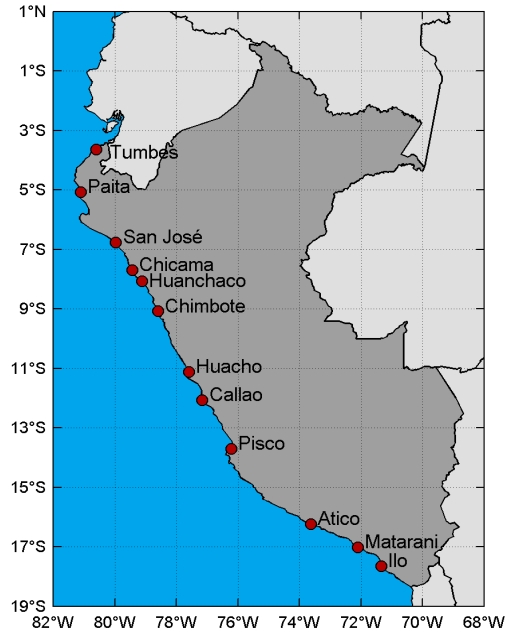 1°N
1°S
3°S
Tumbes
5°S
Paita
San José
7°S
Chicama
Huanchaco
9°S
Chimbote
11°S
Huacho
Callao
13°S
Pisco
15°S
Atico
17°S
Matarani
Ilo
19°S
82°W 80°W 78°W 76°W 74°W 72°W 70°W 68°W